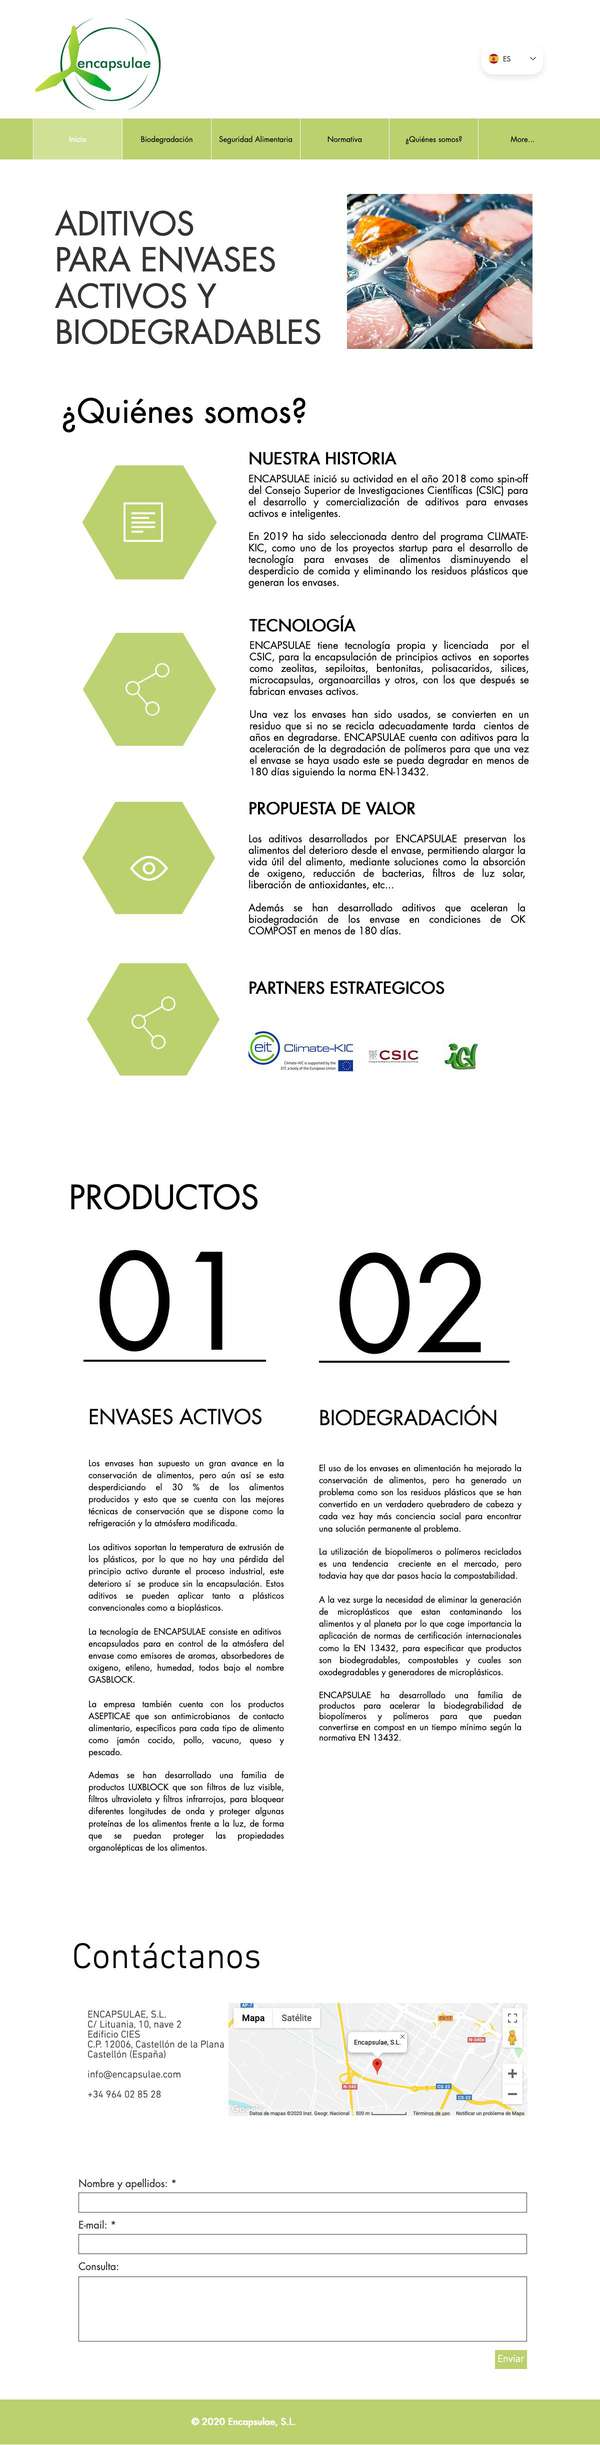 encapsulae
ES
Inicio
Biodegradación
Seguridad Alimentaria
Normativa
¿Quiénes somos?
More...
ADITIVOS
PARA ENVASES
ACTIVOS Y
BIODEGRADABLES
¿Quiénes somos?
NUESTRA HISTORIA
ENCAPSULAE inició su actividad en el año 2018 como spin-off
del Consejo Superior de Investigaciones Científicas (CSIC) para
el desarrollo y comercialización de aditivos para envases
activos e inteligentes.
En 2019 ha sido seleccionada dentro del programa CLIMATE-
KIC, como uno de los proyectos startup para el desarrollo de
tecnología para envases de alimentos disminuyendo el
desperdicio de comida y eliminando los residuos plásticos que
generan los envases.
TECNOLOGÍA
ENCAPSULAE tiene tecnología propia y licenciada por el
CSIC, para la encapsulación de principios activos en soportes
como zeolitas, sepiloitas, bentonitas, polisacaridos, silices,
microcapsulas, organoarcillas y otros, con los que después se
fabrican envases activos.
Una vez los envases han sido usados, se convierten en un
residuo que si no se recicla adecuadamente tarda cientos de
años en degradarse. ENCAPSULAE cuenta con aditivos para la
aceleración de la degradación de polímeros para que una vez
el envase se haya usado este se pueda degradar en menos de
180 días siguiendo la norma EN-13432.
PROPUESTA DE VALOR
Los aditivos desarrollados por ENCAPSULAE preservan los
alimentos del deterioro desde el envase, permitiendo alargar la
vida útil del alimento, mediante soluciones como la absorción
de oxigeno, reducción de bacterias, filtros de luz solar,
liberación de antioxidantes, etc...
Además se han desarrollado aditivos que aceleran la
biodegradación de los envase en condiciones de OK
COMPOST en menos de 180 días.
PARTNERS ESTRATEGICOS
eit Climate-KIC
Climate-KIC is supported by the
EIT, a body of the European Union
CSIC
PRODUCTOS
01
02
ENVASES ACTIVOS
Los envases han supuesto un gran avance en la
conservación de alimentos, pero aún así se esta
desperdiciando el 30 % de los alimentos
producidos y esto que se cuenta con las mejores
técnicas de conservación que se dispone como la
refrigeración y la atmósfera modificada.
Los aditivos soportan la temperatura de extrusión de
los plásticos, por lo que no hay una pérdida del
principio activo durante el proceso industrial, este
deterioro sí se produce sin la encapsulación. Estos
aditivos se pueden aplicar tanto a plásticos
convencionales como a bioplásticos.
La tecnología de ENCAPSULAE consiste en aditivos
encapsulados para en control de la atmósfera del
envase como emisores de aromas, absorbedores de
oxigeno, etileno, humedad, todos bajo el nombre
GASBLOCK.
La empresa también cuenta con los productos
ASEPTICAE que son antimicrobianos de contacto
alimentario, específicos para cada tipo de alimento
como jamón cocido, pollo, vacuno, queso y
pescado.
Ademas se han desarrollado una familia de
productos LUXBLOCK que son filtros de luz visible,
filtros ultravioleta y filtros infrarrojos, para bloquear
diferentes longitudes de onda y proteger algunas
proteínas de los alimentos frente a la luz, de forma
que se puedan proteger las propiedades
organolépticas de los alimentos.
BIODEGRADACIÓN
El uso de los envases en alimentación ha mejorado la
conservación de alimentos, pero ha generado un
problema como son los residuos plásticos que se han
convertido en un verdadero quebradero de cabeza y
cada vez hay más conciencia social para encontrar
una solución permanente al problema.
La utilización de biopolímeros o polímeros reciclados
es una tendencia creciente en el mercado, pero
todavia hay que dar pasos hacia la compostabilidad.
A la vez surge la necesidad de eliminar la generación
de microplásticos que estan contaminando los
alimentos y al planeta por lo que coge importancia la
aplicación de normas de certificación internacionales
como la EN 13432, para especificar que productos
son biodegradables, compostables y cuales son
oxodegradables y generadores de microplásticos.
ENCAPSULAE ha desarrollado una familia de
productos para acelerar la biodegrabilidad de
biopolímeros y polímeros para que puedan
convertirse en compost en un tiempo mínimo según la
normativa EN 13432.
Contáctanos
ENCAPSULAE, S.L.
C/ Lituania, 10, nave 2
Edificio CIES
C.P. 12006, Castellón de la Plana
Castellón (España)
info@encapsulae.com
+34 964 02 85 28
Mapa
Satélite
AP-7
Encapsulae, S.L.
N-340
CS-22
CS-22
Google
Datos de mapas ©2020 Inst. Geogr. Nacional
500 m
Términos de uso
Notificar un problema de Maps
Nombre y apellidos: *
E-mail: *
Consulta:
Enviar
© 2020 Encapsulae, S.L.